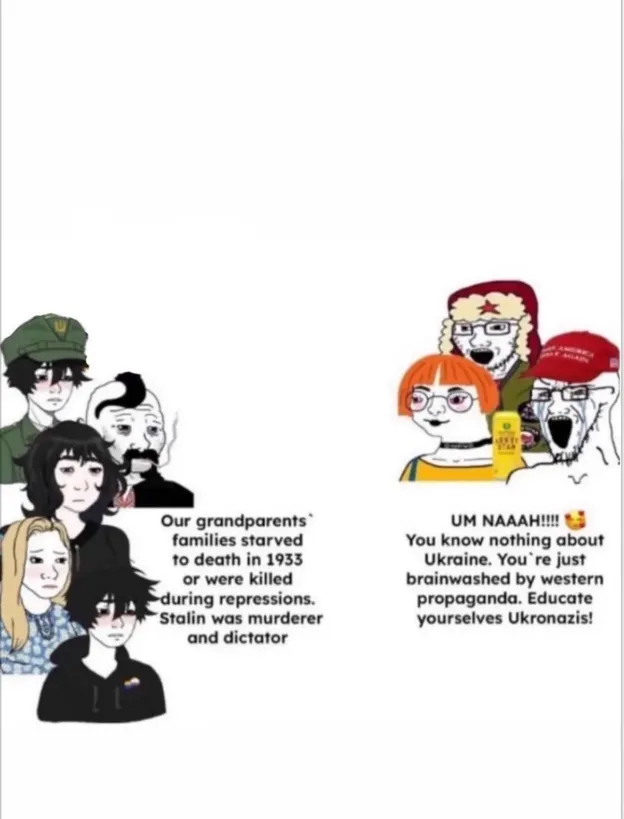 Our grandparents`
families starved
to death in 1933
or were killed
during repressions.
Stalin was murderer
and dictator
UM NAAAH!!!! 🥰
You know nothing about
Ukraine. You`re just
brainwashed by western
propaganda. Educate
yourselves Ukronazis!